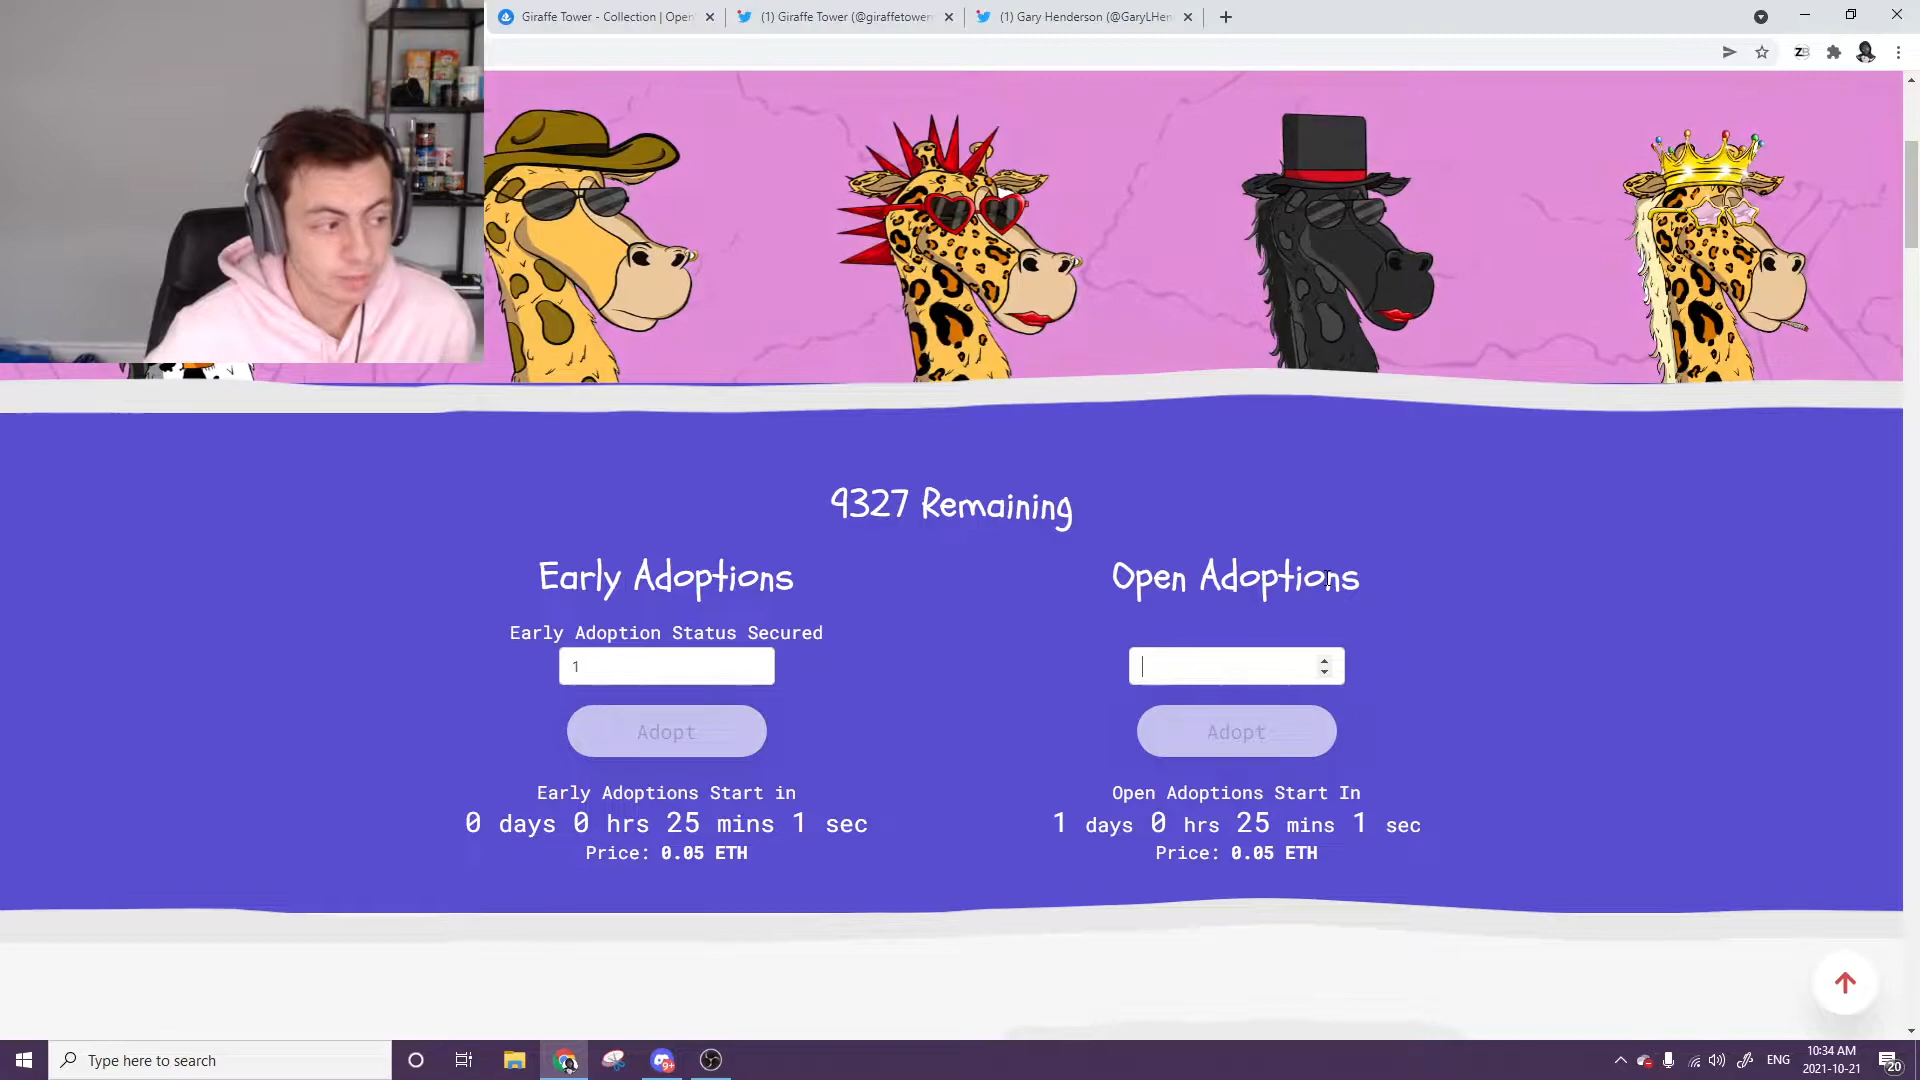 Giraffe Tower - Collection | Open
(1) Giraffe Tower (@giraffetower
(1) Gary Henderson (@GaryLHen
9327 Remaining
Early Adoptions
Open Adoptions
Early Adoption Status Secured
1
Adopt
Adopt
Early Adoptions Start in
Open Adoptions Start In
0 days 0 hrs 25 mins 1 sec
1 days 0 hrs 25 mins 1 sec
Price: 0.05 ETH
Price: 0.05 ETH
Type here to search
9+
ENG
10:34 AM
2021-10-21
20